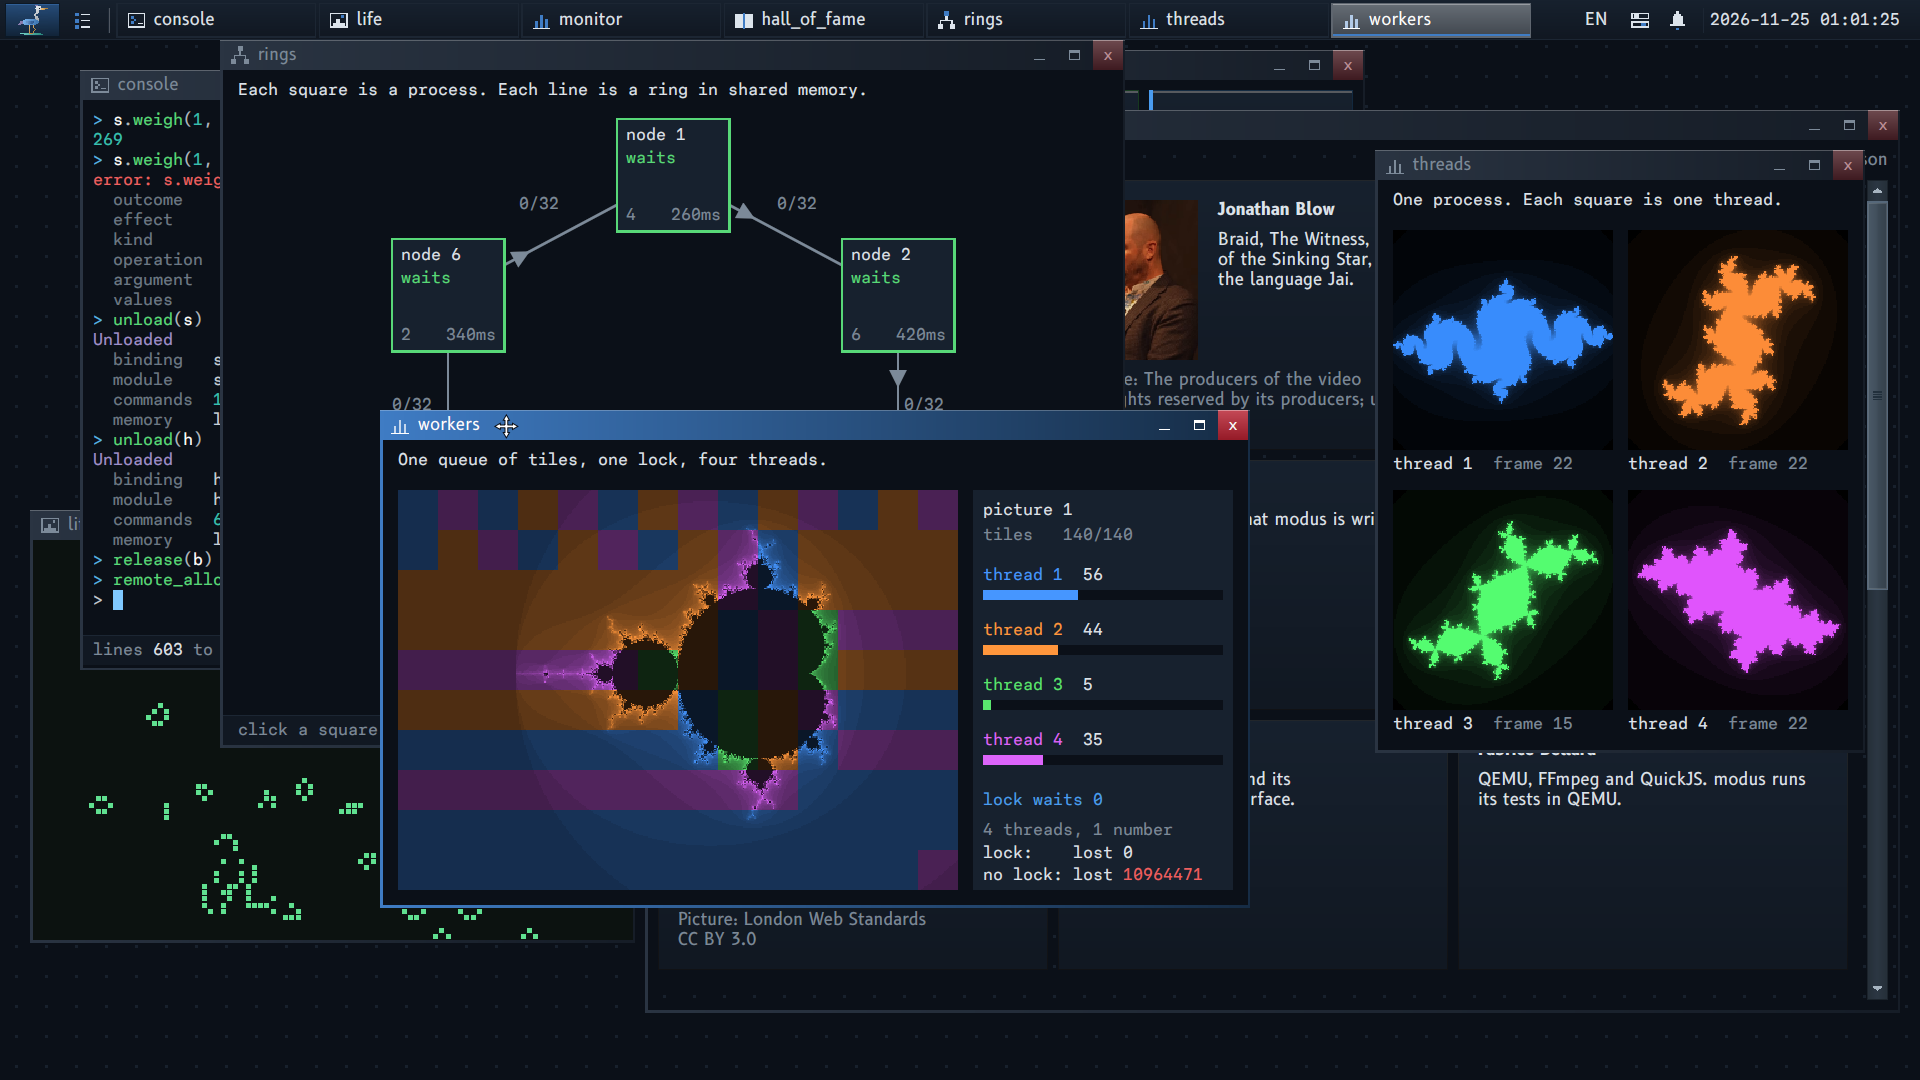 console
life
monitor
hall_of_fame
rings
threads
workers
EN
2026-11-25 01:01:25
rings
Each square is a process. Each line is a ring in shared memory.
node 1
waits
4 260ms
0/32
0/32
node 6
waits
2 340ms
node 2
waits
6 420ms
0/32
0/32
click a square
console
> s.weigh(1,
269
> s.weigh(1,
error: s.weig
outcome
effect
kind
operation
argument
values
> unload(s)
Unloaded
binding s
module s
commands 1
memory l
> unload(h)
Unloaded
binding h
module h
commands 6
memory l
> release(b)
> remote_allo
>
lines 603 to
li
workers
One queue of tiles, one lock, four threads.
picture 1
tiles 140/140
thread 1 56
thread 2 44
thread 3 5
thread 4 35
lock waits 0
4 threads, 1 number
lock: lost 0
no lock: lost 10964471
threads
One process. Each square is one thread.
thread 1 frame 22
thread 2 frame 22
thread 3 frame 15
thread 4 frame 22
son
Jonathan Blow
Braid, The Witness,
of the Sinking Star,
the language Jai.
e: The producers of the video
hts reserved by its producers; u
hat modus is wri
nd its
rface.
QEMU, FFmpeg and QuickJS. modus runs
its tests in QEMU.
Picture: London Web Standards
CC BY 3.0